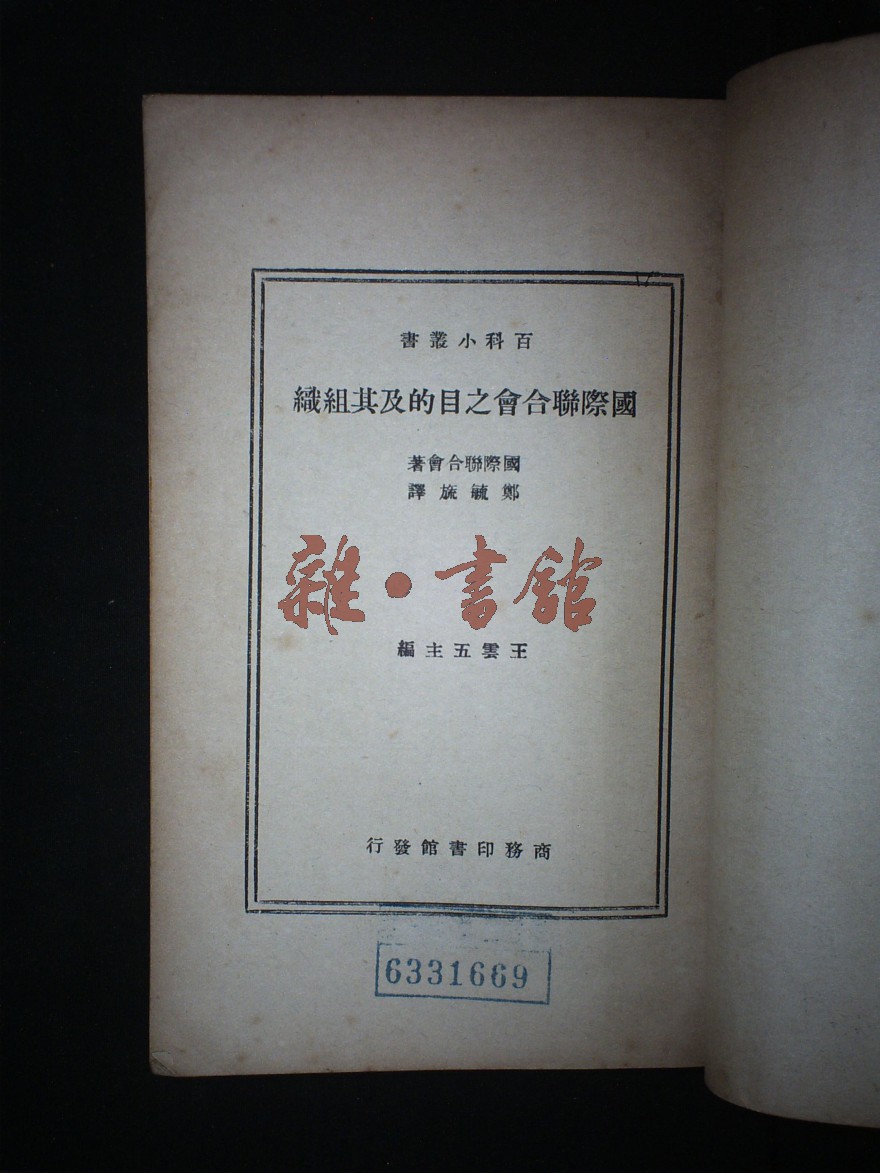 百科小叢書
國際聯合會之目的及其組織
國際聯合會著
鄭毓旒譯
雜·書館
王雲五主編
商務印書館發行
6331669